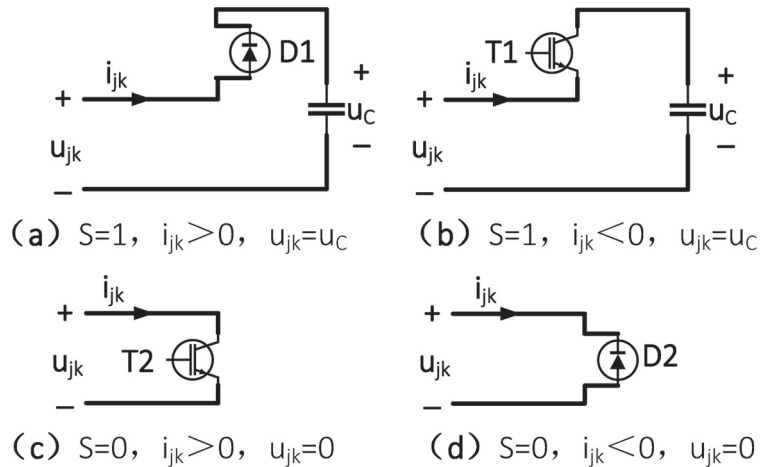 D1
i_jk
+
+
u_jk
u_C
−
−
(a) S=1, i_jk>0, u_jk=u_C
T1
i_jk
+
+
u_jk
u_C
−
−
(b) S=1, i_jk<0, u_jk=u_C
i_jk
+
u_jk
T2
−
(c) S=0, i_jk>0, u_jk=0
i_jk
+
u_jk
D2
−
(d) S=0, i_jk<0, u_jk=0